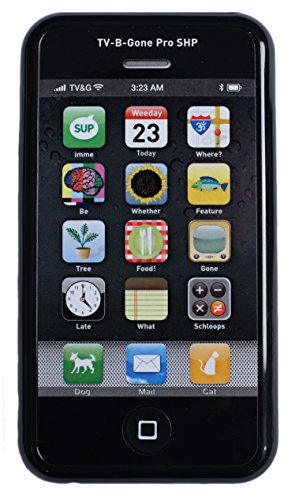 TV-B-Gone Pro SHP
TV&G 3:23 AM
SUP Weeday 23 31
imme Today Where?
Be Whether Feature
Tree Food! Gone
Late What Schloops
Dog Mail Cat